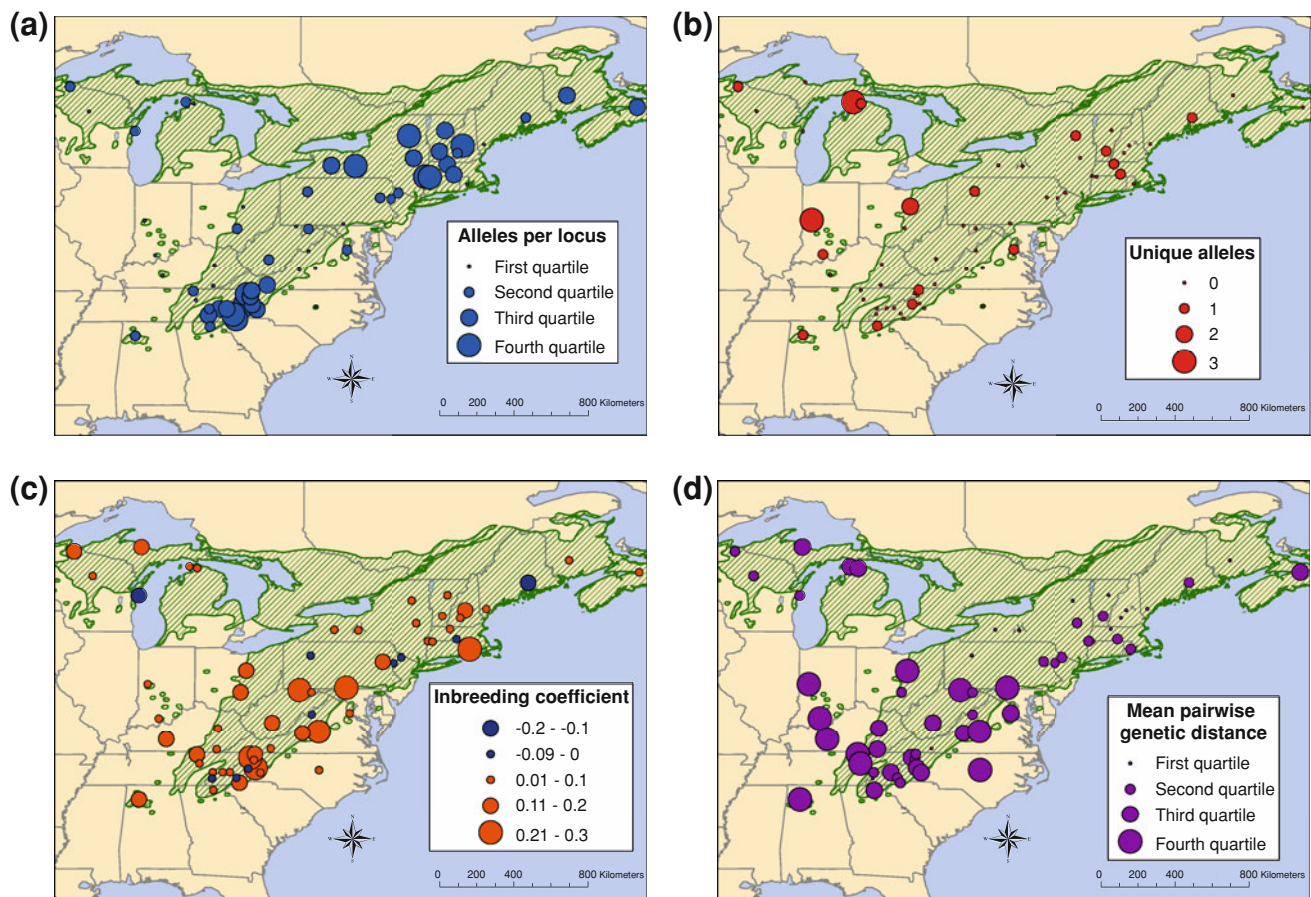 (a)
Alleles per locus
First quartile
Second quartile
Third quartile
Fourth quartile
N
W E
S
0 200 400 800 Kilometers
(b)
Unique alleles
0
1
2
3
N
W E
S
0 200 400 800 Kilometers
(c)
Inbreeding coefficient
-0.2 - -0.1
-0.09 - 0
0.01 - 0.1
0.11 - 0.2
0.21 - 0.3
N
W E
S
0 200 400 800 Kilometers
(d)
Mean pairwise
genetic distance
First quartile
Second quartile
Third quartile
Fourth quartile
N
W E
S
0 200 400 800 Kilometers